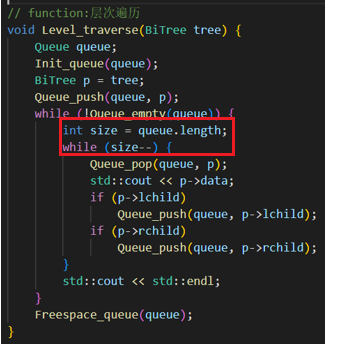 // function:层次遍历
void Level_traverse(BiTree tree) {
    Queue queue;
    Init_queue(queue);
    BiTree p = tree;
    Queue_push(queue, p);
    while (!Queue_empty(queue)) {
        int size = queue.length;
        while (size--) {
            Queue_pop(queue, p);
            std::cout << p->data;
            if (p->lchild)
                Queue_push(queue, p->lchild);
            if (p->rchild)
                Queue_push(queue, p->rchild);
        }
        std::cout << std::endl;
    }
    Freespace_queue(queue);
}